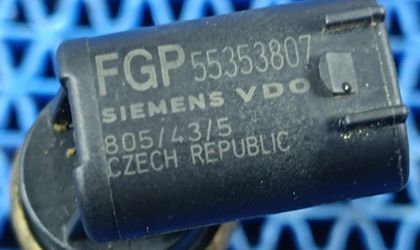 FGP 55353807
SIEMENS VDO
805/43/5
CZECH REPUBLIC